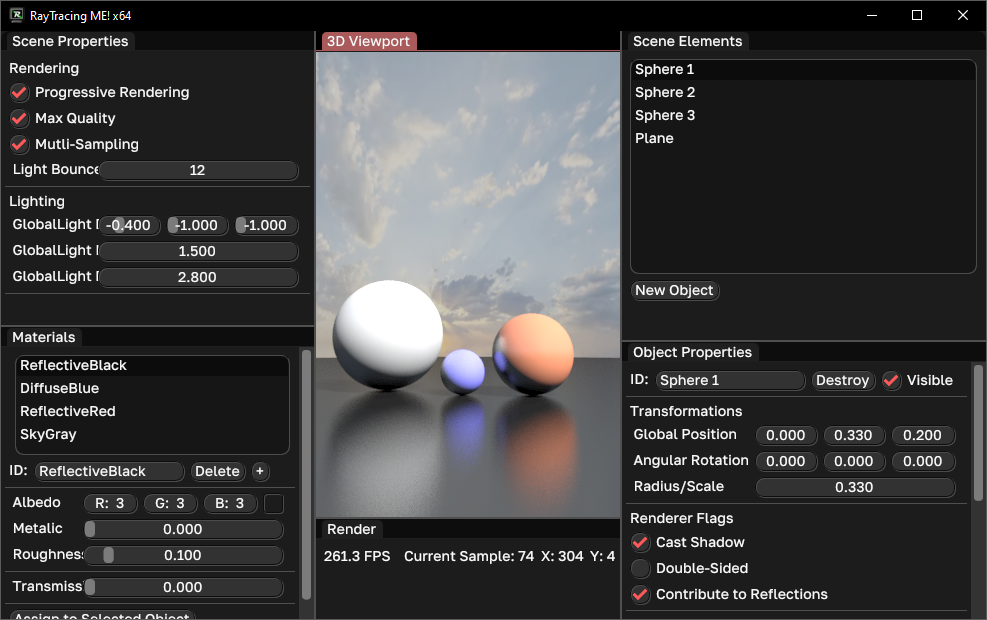 RayTracing ME! x64
Scene Properties
Rendering
Progressive Rendering
Max Quality
Mutli-Sampling
Light Bounce 12
Lighting
GlobalLight -0.400 -1.000 -1.000
GlobalLight 1.500
GlobalLight 2.800
Materials
ReflectiveBlack
DiffuseBlue
ReflectiveRed
SkyGray
ID: ReflectiveBlack Delete +
Albedo R: 3 G: 3 B: 3
Metalic 0.000
Roughnes 0.100
Transmiss 0.000
Assign to Selected Object
3D Viewport
Render
261.3 FPS Current Sample: 74 X: 304 Y: 4
Scene Elements
Sphere 1
Sphere 2
Sphere 3
Plane
New Object
Object Properties
ID: Sphere 1 Destroy Visible
Transformations
Global Position 0.000 0.330 0.200
Angular Rotation 0.000 0.000 0.000
Radius/Scale 0.330
Renderer Flags
Cast Shadow
Double-Sided
Contribute to Reflections